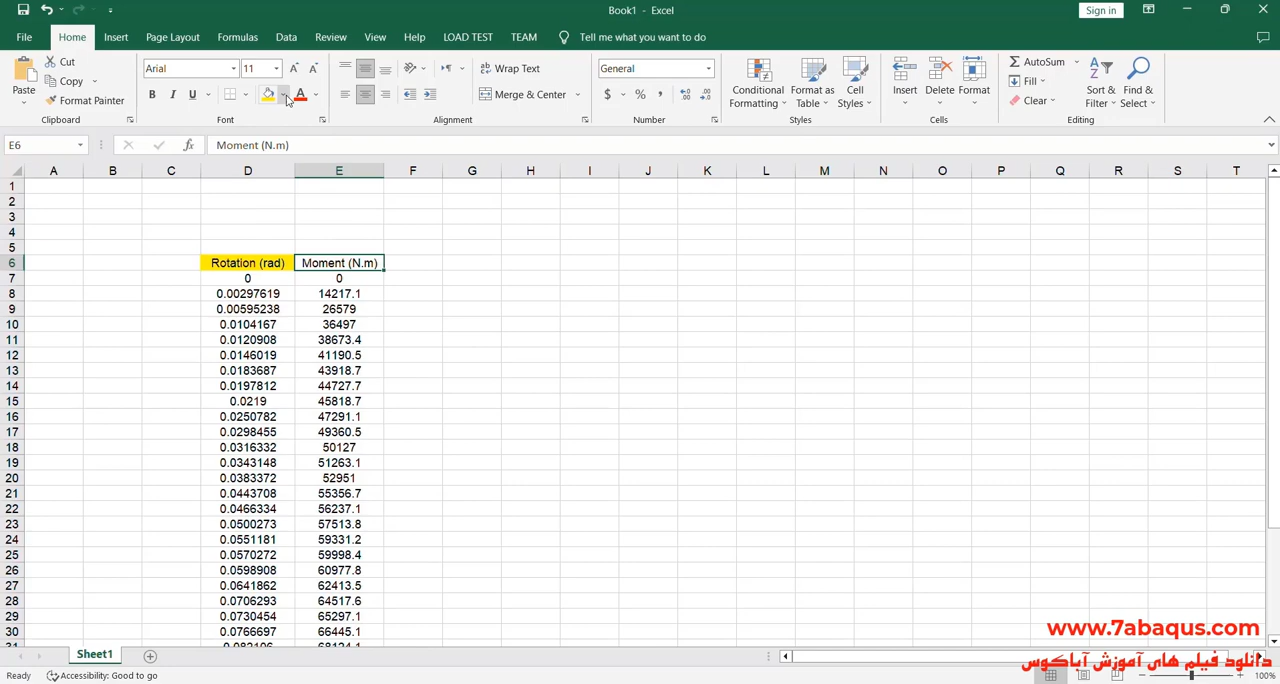 Book1 - Excel
Sign in
File Home Insert Page Layout Formulas Data Review View Help LOAD TEST TEAM Tell me what you want to do
Paste
Cut
Copy
Format Painter
Clipboard
Arial 11
B I U
Font
Wrap Text
Merge & Center
Alignment
General
$ % ,
Number
Conditional Formatting
Format as Table
Cell Styles
Styles
Insert Delete Format
Cells
AutoSum
Fill
Clear
Sort & Filter
Find & Select
Editing
E6 fx Moment (N.m)
A B C D E F G H I J K L M N O P Q R S T
1
2
3
4
5
6 Rotation (rad) Moment (N.m)
7 0 0
8 0.00297619 14217.1
9 0.00595238 26579
10 0.0104167 36497
11 0.0120908 38673.4
12 0.0146019 41190.5
13 0.0183687 43918.7
14 0.0197812 44727.7
15 0.0219 45818.7
16 0.0250782 47291.1
17 0.0298455 49360.5
18 0.0316332 50127
19 0.0343148 51263.1
20 0.0383372 52951
21 0.0443708 55356.7
22 0.0466334 56237.1
23 0.0500273 57513.8
24 0.0551181 59331.2
25 0.0570272 59998.4
26 0.0598908 60977.8
27 0.0641862 62413.5
28 0.0706293 64517.6
29 0.0730454 65297.1
30 0.0766697 66445.1
www.7abaqus.com
دانلود فیلم های آموزش آباکوس
Sheet1
Ready Accessibility: Good to go 100%